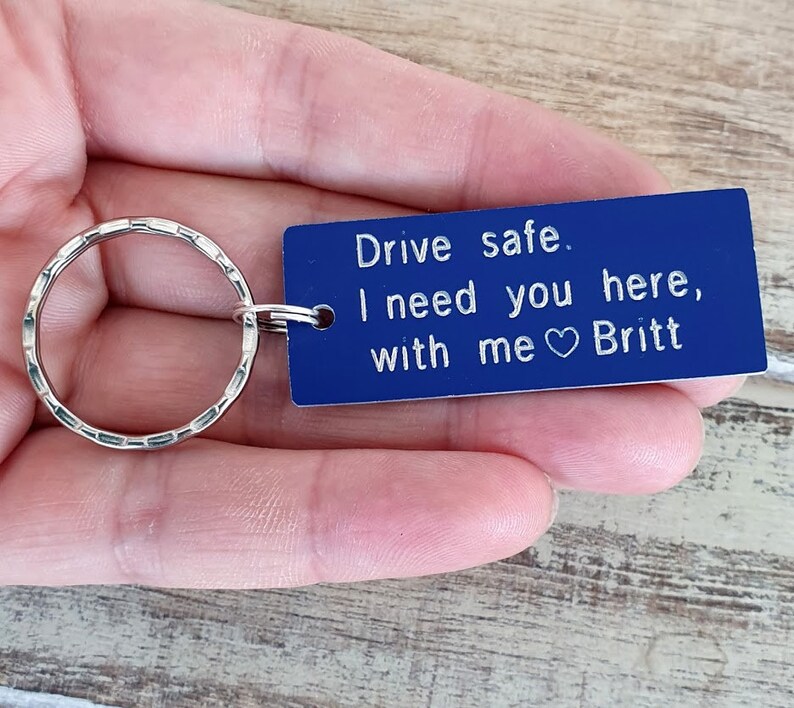 Drive safe.
I need you here,
with me ♡ Britt